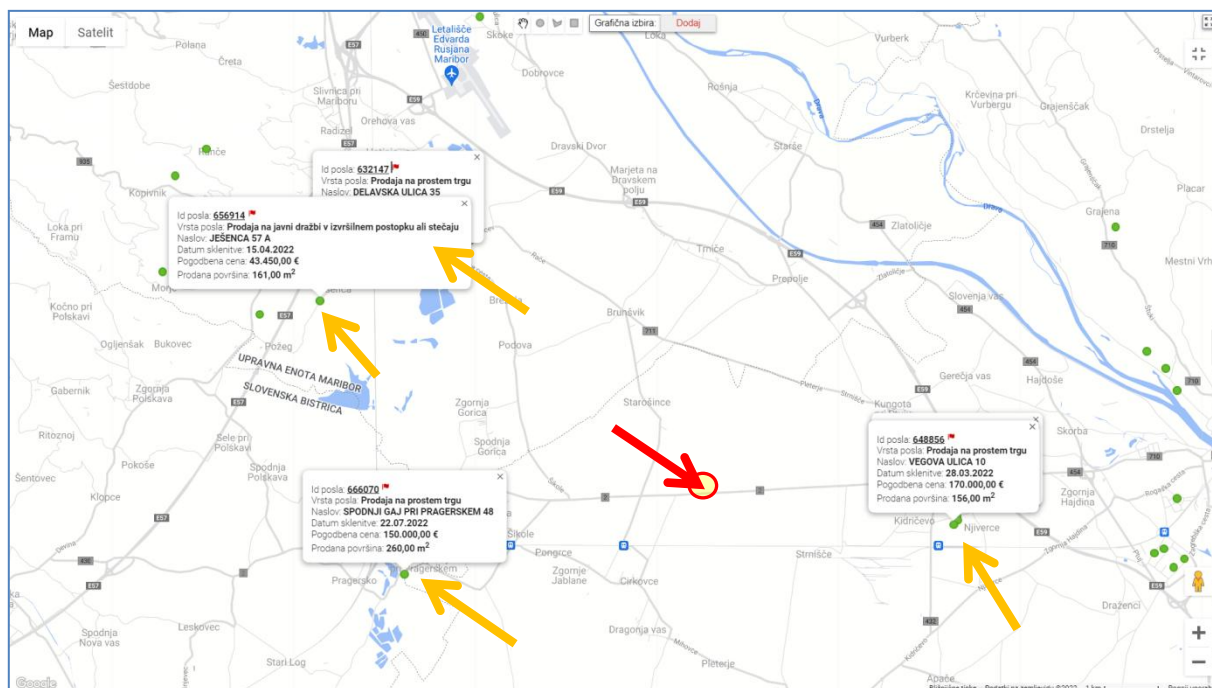 Map
Satelit
Grafična izbira:
Dodaj
Polana
Čreta
Šestdobe
Slivnica pri
Mariboru
Orehova vas
Radizel
Letališče
Edvarda
Rusjana
Maribor
Skoke
Dobrovce
Loka
Vurberk
Rošnja
Krčevina pri
Vurbergu
Grajenščak
Drstelja
Drava
Dravski Dvor
Starše
Marjeta na
Dravskem
polju
Placar
Kopivnik
Ranče
Loka pri
Framu
Grajena
Mestni Vrh
Zlatoličje
Trniče
Prepolje
Slovenja vas
Id posla: 632147
Vrsta posla: Prodaja na prostem trgu
Naslov: DELAVSKA ULICA 35
Id posla: 656914
Vrsta posla: Prodaja na javni dražbi v izvršilnem postopku ali stečaju
Naslov: JEŠENCA 57 A
Datum sklenitve: 15.04.2022
Pogodbena cena: 43.450,00 €
Prodana površina: 161,00 m²
Kočno pri
Polskavi
Ogljenšak
Bukovec
Požeg
Brunšvik
Podova
UPRAVNA ENOTA MARIBOR
SLOVENSKA BISTRICA
Gabernik
Zgornja
Polskava
Zgornja
Gorica
Starošince
Gerečja vas
Hajdoše
Kungota
Skorba
Ritoznoj
Sele pri
Polskavi
Spodnja
Gorica
Pokoše
Šentovec
Klopce
Spodnja
Polskava
Id posla: 666070
Vrsta posla: Prodaja na prostem trgu
Naslov: SPODNJI GAJ PRI PRAGERSKEM 48
Datum sklenitve: 22.07.2022
Pogodbena cena: 150.000,00 €
Prodana površina: 260,00 m²
Id posla: 648856
Vrsta posla: Prodaja na prostem trgu
Naslov: VEGOVA ULICA 10
Datum sklenitve: 28.03.2022
Pogodbena cena: 170.000,00 €
Prodana površina: 156,00 m²
Zgornja
Hajdina
Kidričevo
Njiverce
Šikole
Pongrce
Strnišče
Zgornje
Jablane
Cirkovce
Pragersko
Draženci
Leskovec
Spodnja
Nova vas
Stari Log
Dragonja vas
Mihovce
Pleterje
Apače
Google